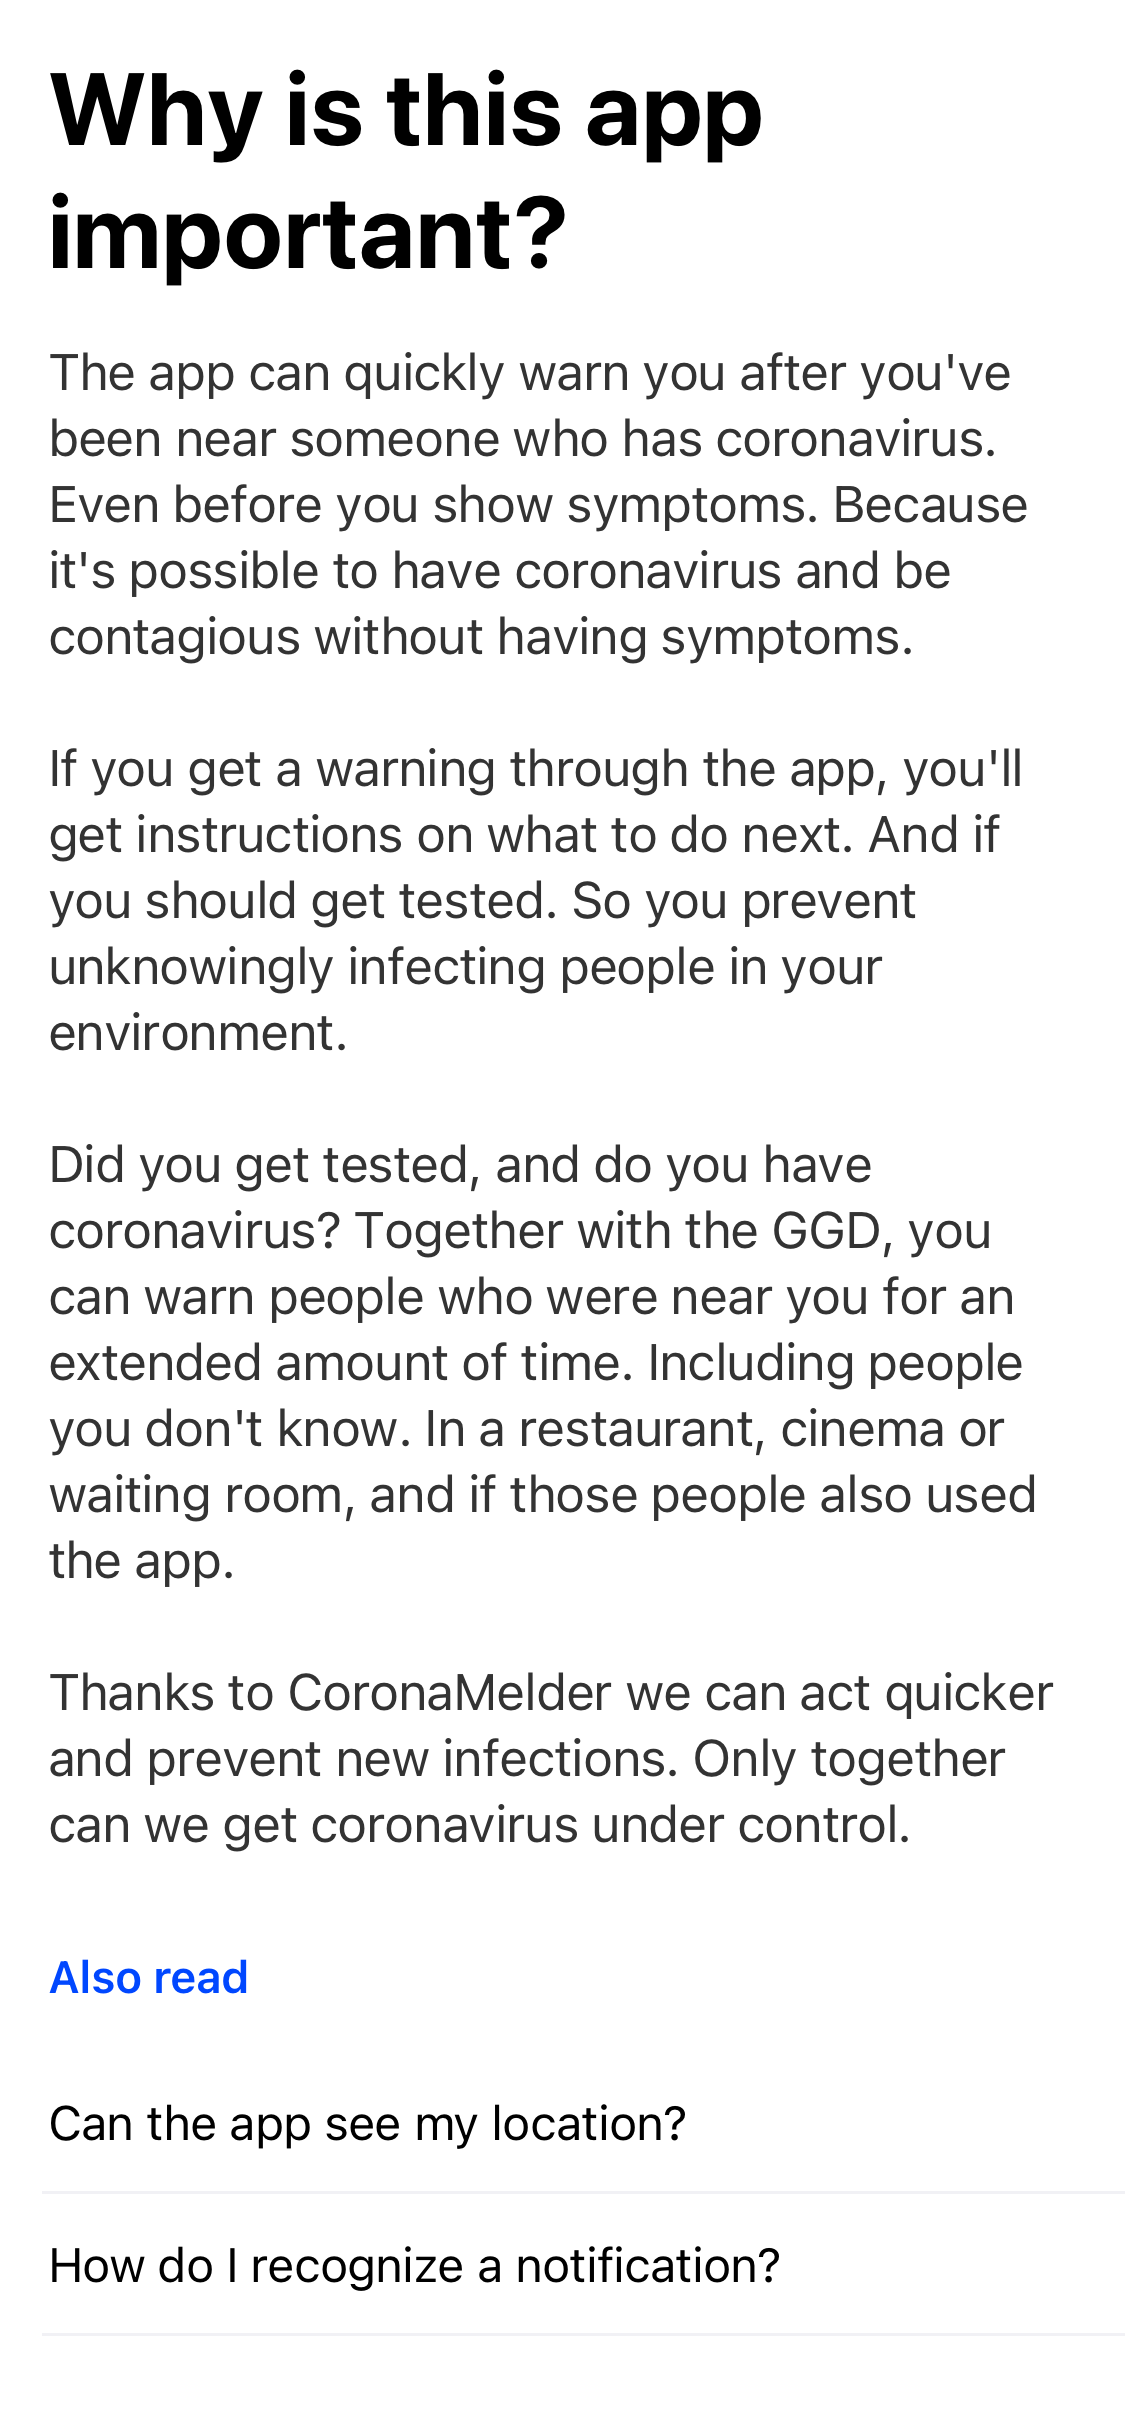 Why is this app
important?
The app can quickly warn you after you've
been near someone who has coronavirus.
Even before you show symptoms. Because
it's possible to have coronavirus and be
contagious without having symptoms.
If you get a warning through the app, you'll
get instructions on what to do next. And if
you should get tested. So you prevent
unknowingly infecting people in your
environment.
Did you get tested, and do you have
coronavirus? Together with the GGD, you
can warn people who were near you for an
extended amount of time. Including people
you don't know. In a restaurant, cinema or
waiting room, and if those people also used
the app.
Thanks to CoronaMelder we can act quicker
and prevent new infections. Only together
can we get coronavirus under control.
Also read
Can the app see my location?
How do I recognize a notification?